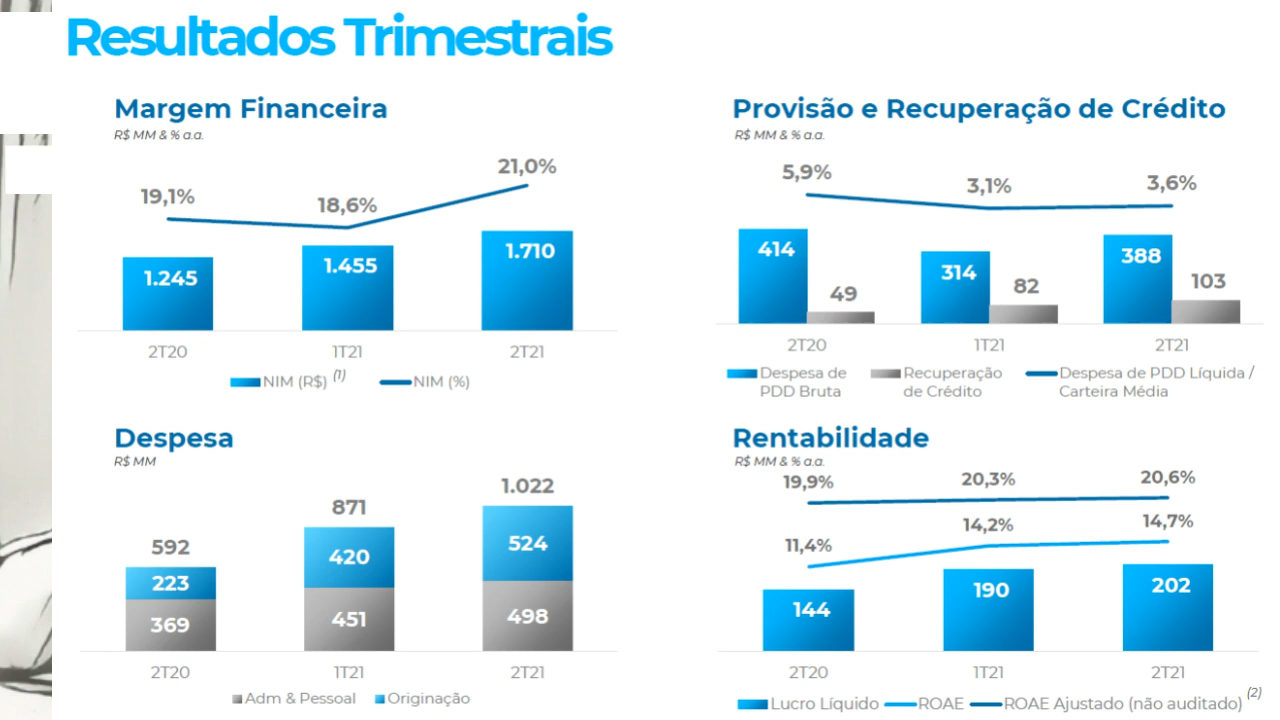 Resultados Trimestrais
Margem Financeira
R$ MM & % a.a.
19,1%
18,6%
21,0%
1.245
1.455
1.710
2T20
1T21
2T21
NIM (R$) (1)
NIM (%)
Provisão e Recuperação de Crédito
R$ MM & % a.a.
5,9%
3,1%
3,6%
414
49
314
82
388
103
2T20
1T21
2T21
Despesa de
PDD Bruta
Recuperação
de Crédito
Despesa de PDD Líquida /
Carteira Média
Despesa
R$ MM
592
871
1.022
223
420
524
369
451
498
2T20
1T21
2T21
Adm & Pessoal
Originação
Rentabilidade
R$ MM & % a.a.
19,9%
20,3%
20,6%
11,4%
14,2%
14,7%
144
190
202
2T20
1T21
2T21
Lucro Líquido
ROAE
ROAE Ajustado (não auditado) (2)